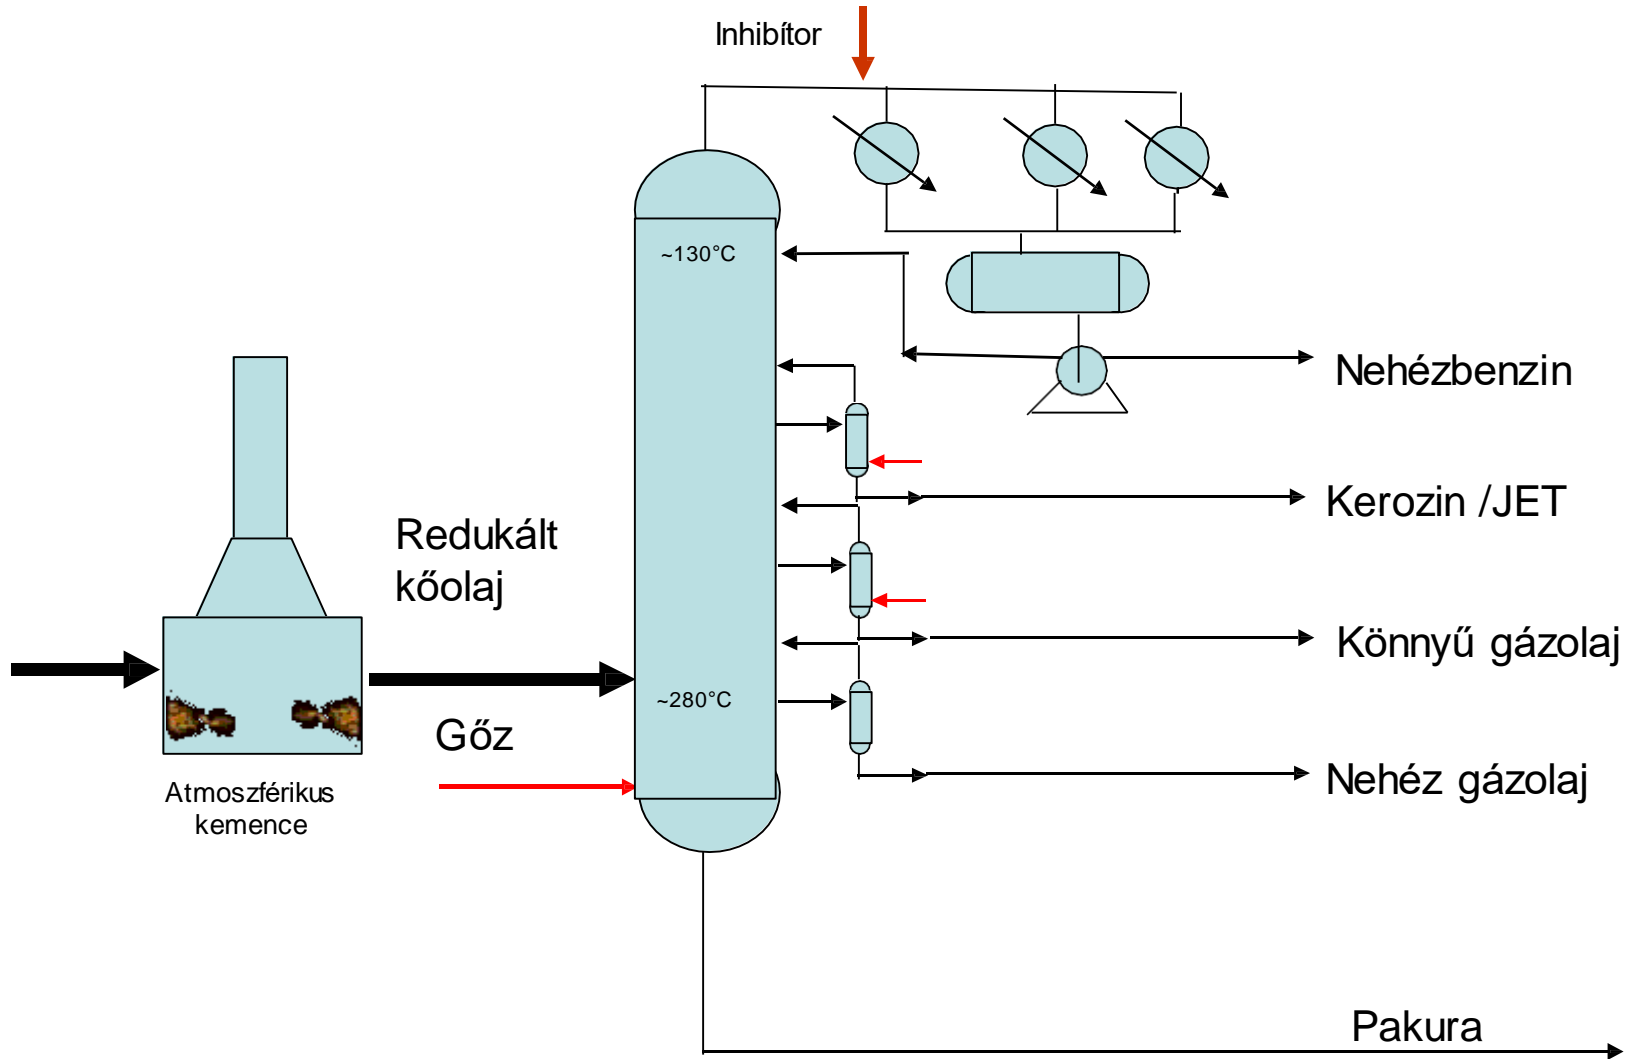 Inhibítor
~130°C
Nehézbenzin
Kerozin /JET
Redukált
kőolaj
Könnyű gázolaj
~280°C
Gőz
Nehéz gázolaj
Atmoszférikus
kemence
Pakura